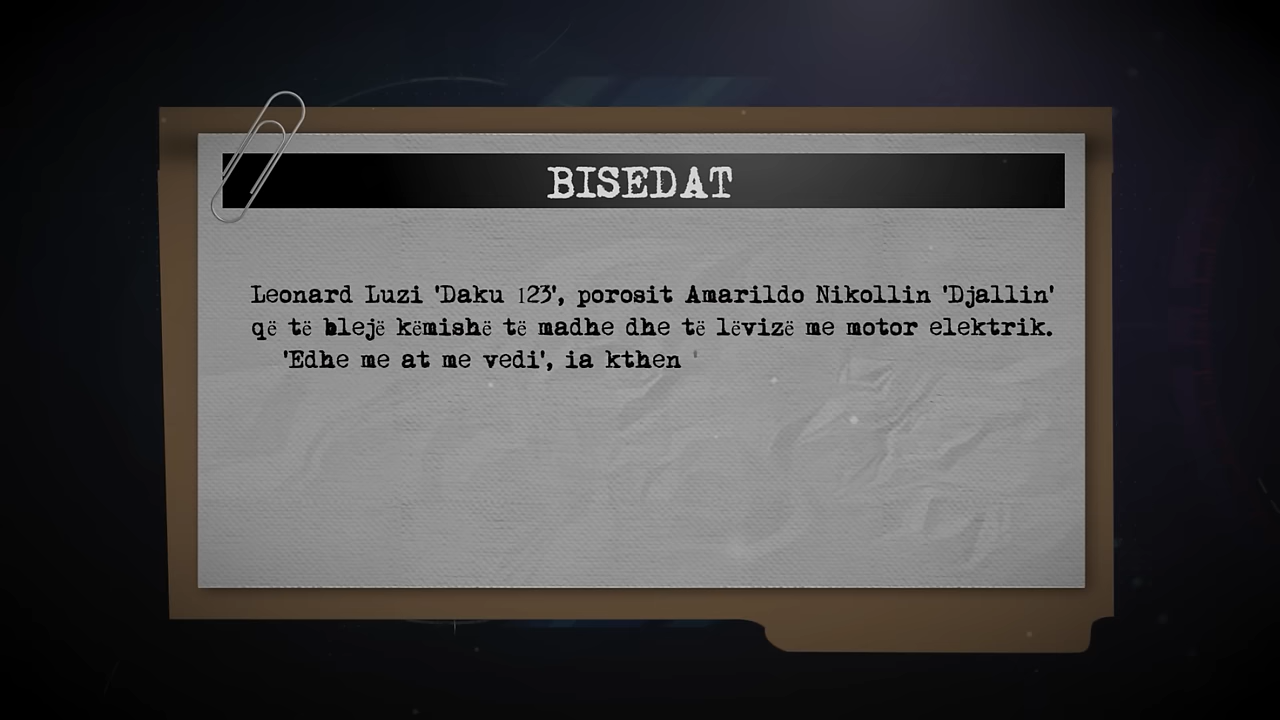 BISEDAT
Leonard Luzi 'Daku 123', porosit Amarildo Nikollin 'Djallin'
që të blejë këmishë të madhe dhe të lëvizë me motor elektrik.
'Edhe me at me vedi', ia kthen '